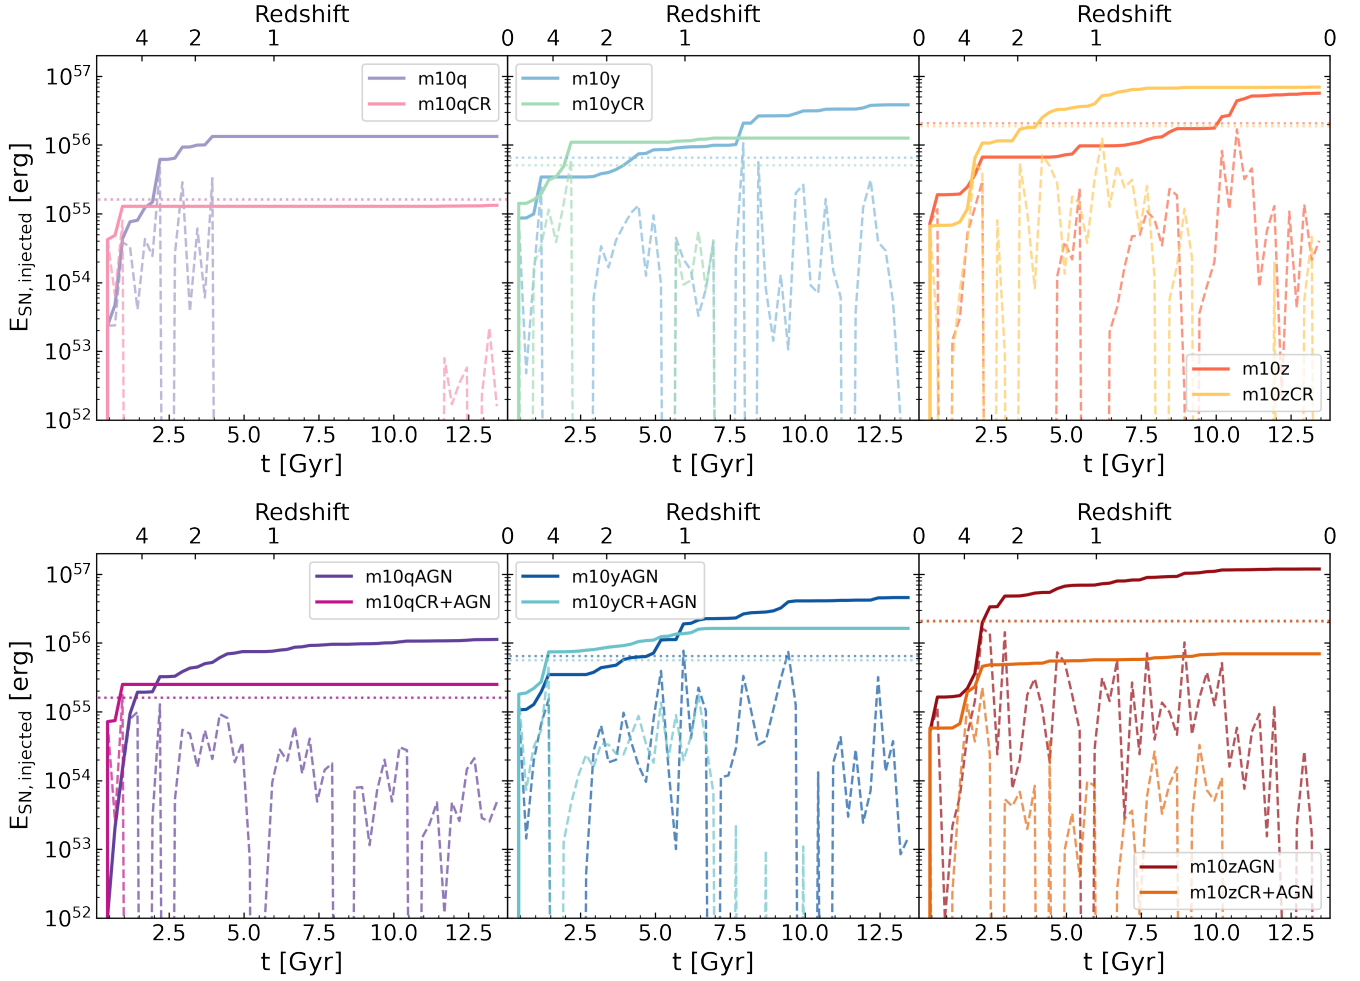 Redshift Redshift Redshift
4 2 1 0 4 2 1 0 4 2 1 0
m10q
m10qCR
m10y
m10yCR
m10z
m10zCR
10^57
10^56
10^55
10^54
10^53
10^52
E_SN, injected [erg]
2.5 5.0 7.5 10.0 12.5 2.5 5.0 7.5 10.0 12.5 2.5 5.0 7.5 10.0 12.5
t [Gyr] t [Gyr] t [Gyr]
Redshift Redshift Redshift
4 2 1 0 4 2 1 0 4 2 1 0
m10qAGN
m10qCR+AGN
m10yAGN
m10yCR+AGN
m10zAGN
m10zCR+AGN
10^57
10^56
10^55
10^54
10^53
10^52
E_SN, injected [erg]
2.5 5.0 7.5 10.0 12.5 2.5 5.0 7.5 10.0 12.5 2.5 5.0 7.5 10.0 12.5
t [Gyr] t [Gyr] t [Gyr]